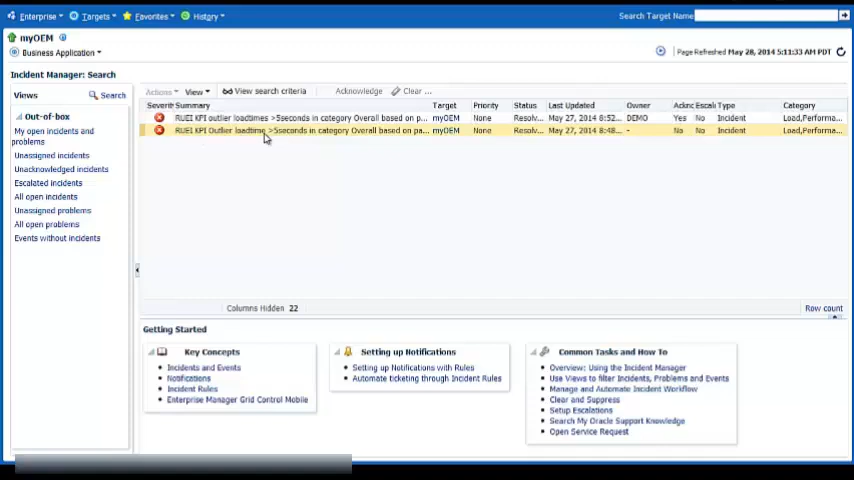 Enterprise Targets Favorites History Search Target Name
myOEM
Business Application Page Refreshed May 28, 2014 5:11:33 AM PDT
Incident Manager: Search
Views Search
Out-of-box
My open incidents and
problems
Unassigned incidents
Unacknowledged incidents
Escalated incidents
All open incidents
Unassigned problems
All open problems
Events without incidents
Actions View View search criteria Acknowledge Clear ...
Severit Summary Target Priority Status Last Updated Owner Ackno Escal Type Category
RUEI KPI outlier loadtimes >5seconds in category Overall based on p... myOEM None Resolv... May 27, 2014 8:52... DEMO Yes No Incident Load,Performa...
RUEI KPI Outlier loadtime >5seconds in category Overall based on pa... myOEM None Resolv... May 27, 2014 8:48... - No No Incident Load,Performa...
Columns Hidden 22 Row count
Getting Started
Key Concepts
Incidents and Events
Notifications
Incident Rules
Enterprise Manager Grid Control Mobile
Setting up Notifications
Setting up Notifications with Rules
Automate ticketing through Incident Rules
Common Tasks and How To
Overview: Using the Incident Manager
Use Views to filter Incidents, Problems and Events
Manage and Automate Incident Workflow
Clear and Suppress
Setup Escalations
Search My Oracle Support Knowledge
Open Service Request